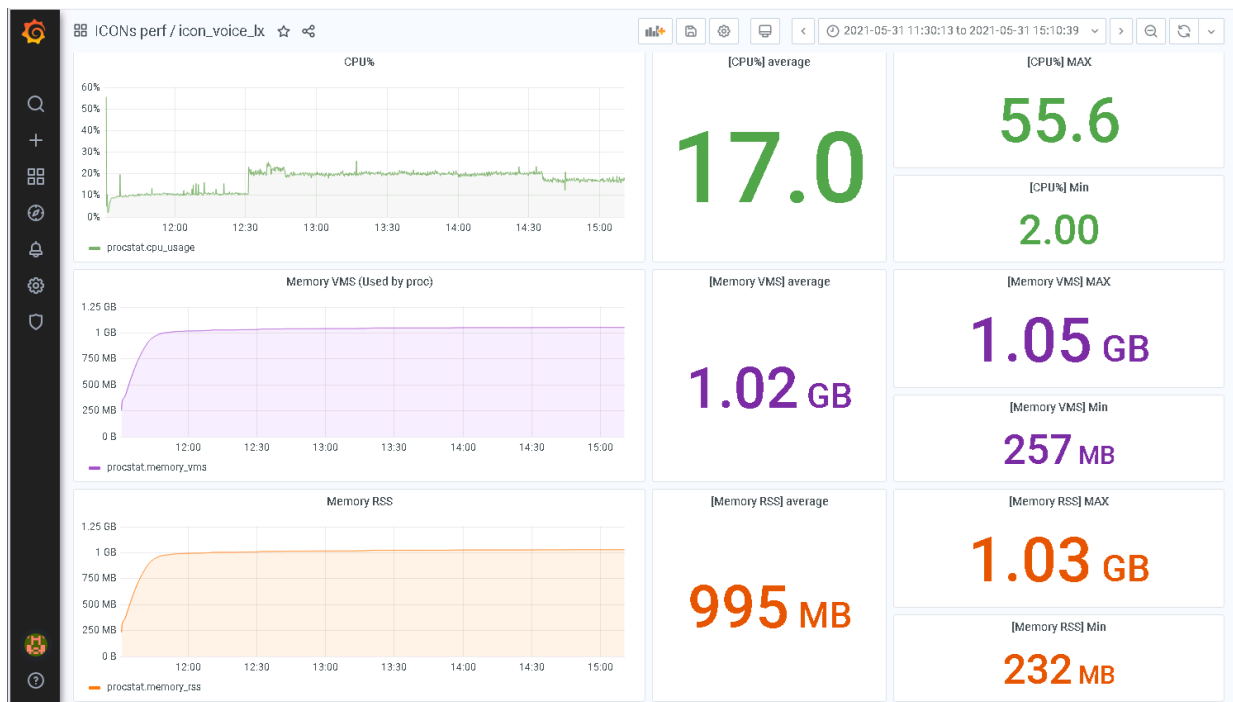 ICONs perf / icon_voice_lx
2021-05-31 11:30:13 to 2021-05-31 15:10:39
CPU%
60%
50%
40%
30%
20%
10%
0%
12:00 12:30 13:00 13:30 14:00 14:30 15:00
procstat.cpu_usage
[CPU%] average
17.0
[CPU%] MAX
55.6
[CPU%] Min
2.00
Memory VMS (Used by proc)
1.25 GB
1 GB
750 MB
500 MB
250 MB
0 B
12:00 12:30 13:00 13:30 14:00 14:30 15:00
procstat.memory_vms
[Memory VMS] average
1.02 GB
[Memory VMS] MAX
1.05 GB
[Memory VMS] Min
257 MB
Memory RSS
1.25 GB
1 GB
750 MB
500 MB
250 MB
0 B
12:00 12:30 13:00 13:30 14:00 14:30 15:00
procstat.memory_rss
[Memory RSS] average
995 MB
[Memory RSS] MAX
1.03 GB
[Memory RSS] Min
232 MB